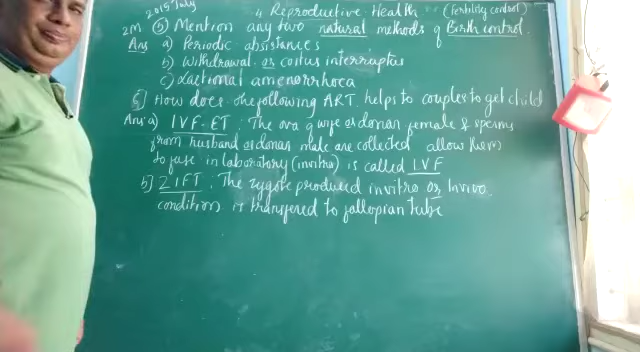 2015 July 4 Reproductive Health (Fertility control)
2M ⑤ Mention any two natural methods of Birth control.
Ans a) Periodic absistances
b) Withdrawal or coitus interruptus
c) Lactional amenorrhoea
How does the following ART helps to couples to get child
Ans a) IVF-ET : The ova of wife or donar female & sperms
from husband or donar male are collected allow them
to fuse in laboratory (invitro) is called IVF
b] ZIFT : The zygote produced invitro or Invivo
condition is transfered to fallopian tube